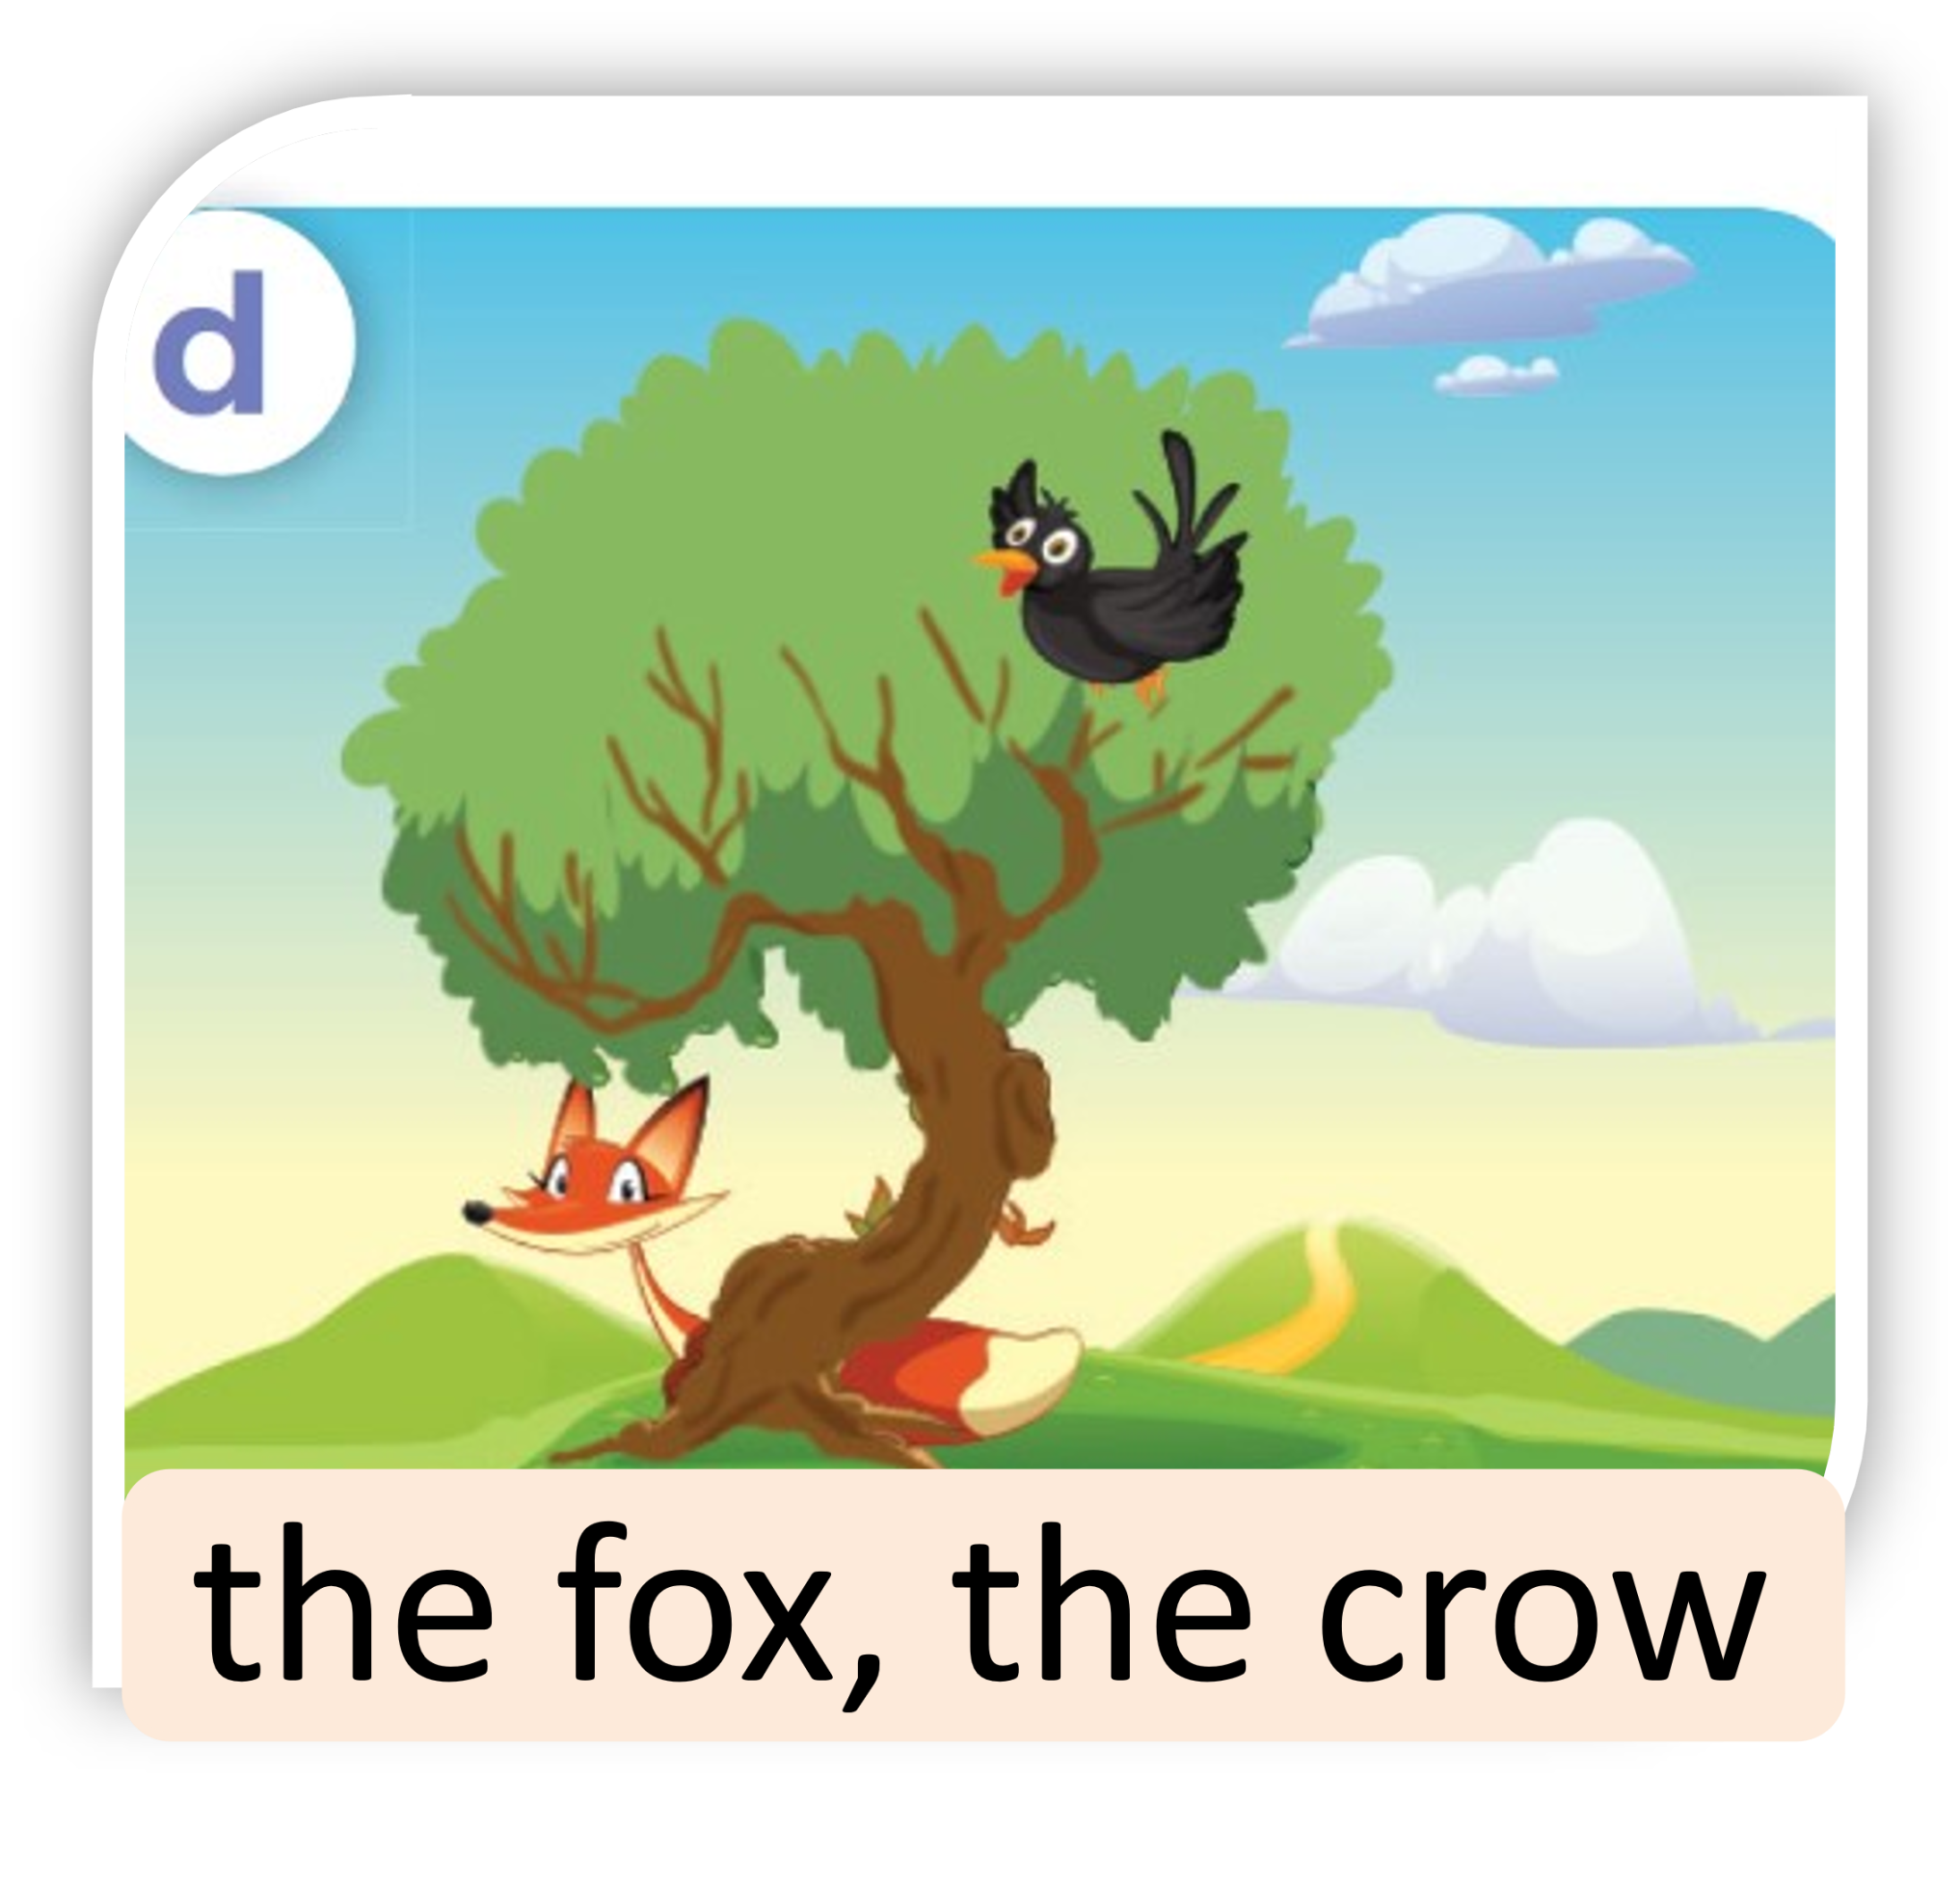 d
the fox, the crow